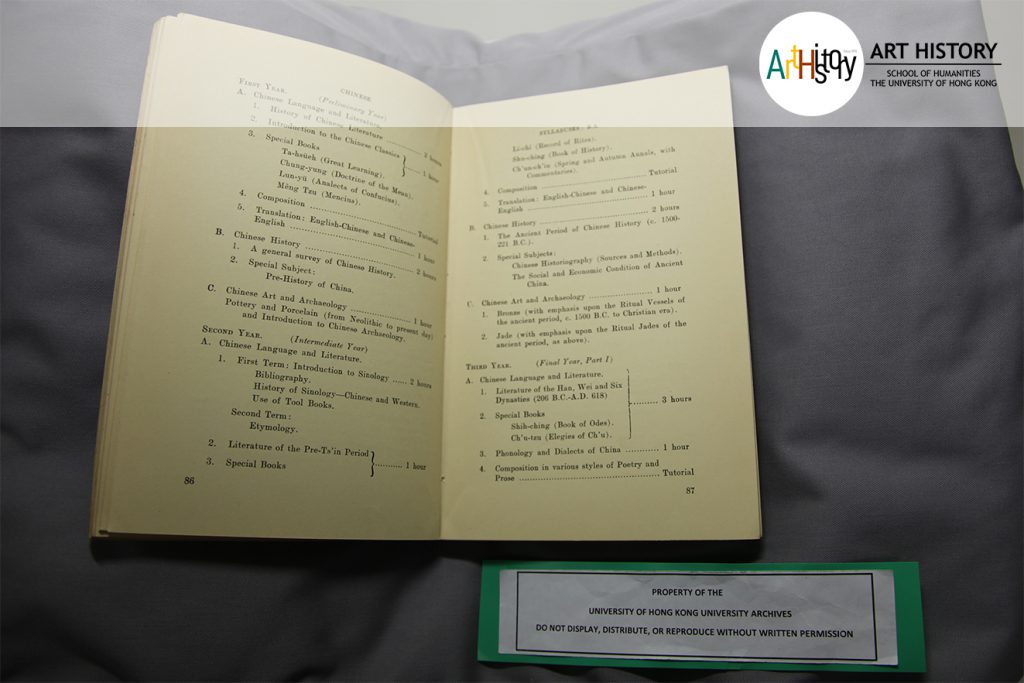 CHINESE.
FIRST YEAR. (Preliminary Year)
A. Chinese Language and Literature.
1. History of Chinese Literature ............ 2 hours
2. Introduction to the Chinese Classics
3. Special Books
Ta-hsüeh (Great Learning).
Chung-yung (Doctrine of the Mean).
Lun-yü (Analects of Confucius).
Mêng Tzu (Mencius).
} ... 1 hour
4. Composition ............ Tutorial
5. Translation: English-Chinese and Chinese-
English ............ 1 hour
B. Chinese History ............ 2 hours
1. A general survey of Chinese History.
2. Special Subject:
Pre-History of China.
C. Chinese Art and Archaeology ............ 1 hour
Pottery and Porcelain (from Neolithic to present day)
and Introduction to Chinese Archaeology.
SECOND YEAR. (Intermediate Year)
A. Chinese Language and Literature.
1. First Term: Introduction to Sinology ...... 2 hours
Bibliography.
History of Sinology—Chinese and Western.
Use of Tool Books.
Second Term:
Etymology.
2. Literature of the Pre-Ts'in Period
3. Special Books
} .......... 1 hour
86
SYLLABUSES: B.A.
Li-chi (Record of Rites).
Shu-ching (Book of History).
Ch'un-ch'iu (Spring and Autumn Annals, with
Commentaries).
4. Composition ............ Tutorial
5. Translation: English-Chinese and Chinese-
English ............ 1 hour
B. Chinese History ............ 2 hours
1. The Ancient Period of Chinese History (c. 1500-
221 B.C.).
2. Special Subjects:
Chinese Historiography (Sources and Methods).
The Social and Economic Condition of Ancient
China.
C. Chinese Art and Archaeology ............ 1 hour
1. Bronze (with emphasis upon the Ritual Vessels of
the ancient period, c. 1500 B.C. to Christian era).
2. Jade (with emphasis upon the Ritual Jades of the
ancient period, as above).
THIRD YEAR. (Final Year, Part I)
A. Chinese Language and Literature.
1. Literature of the Han, Wei and Six
Dynasties (206 B.C.-A.D. 618)
2. Special Books
Shih-ching (Book of Odes).
Ch'u-tzu (Elegies of Ch'u).
.......... 3 hours
3. Phonology and Dialects of China ............ 1 hour
4. Composition in various styles of Poetry and
Prose ............ Tutorial
87
Art History
ART HISTORY
SCHOOL OF HUMANITIES
THE UNIVERSITY OF HONG KONG
PROPERTY OF THE
UNIVERSITY OF HONG KONG UNIVERSITY ARCHIVES
DO NOT DISPLAY, DISTRIBUTE, OR REPRODUCE WITHOUT WRITTEN PERMISSION